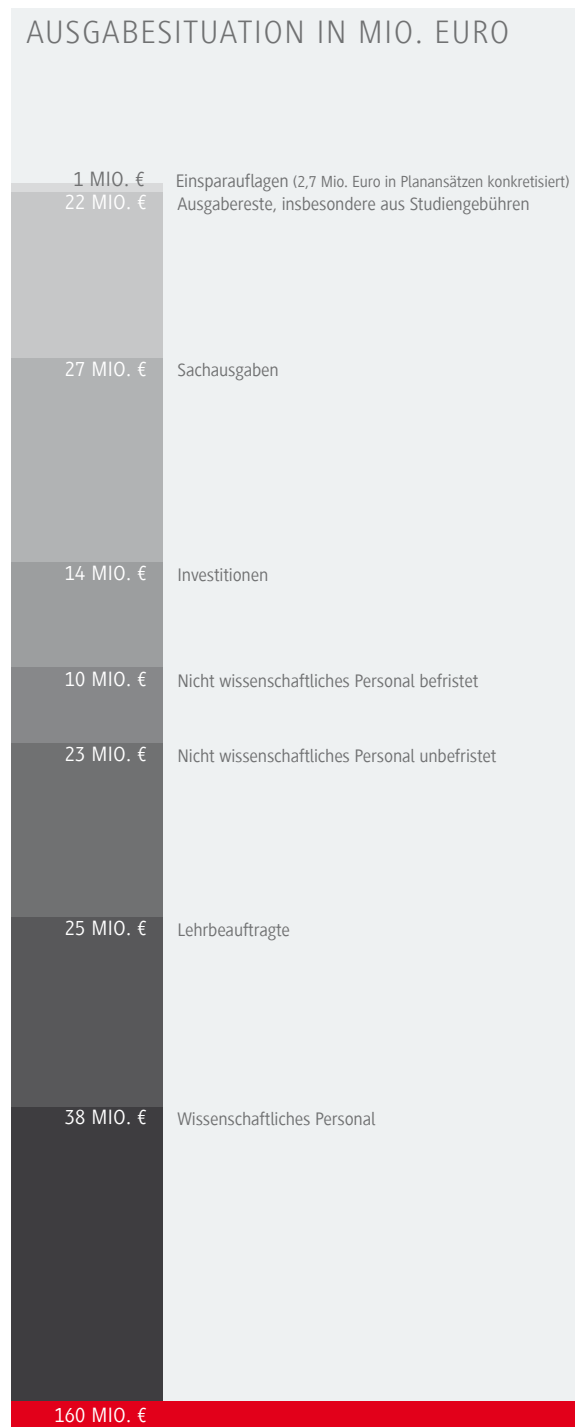 AUSGABESITUATION IN MIO. EURO
1 MIO. € Einsparauflagen (2,7 Mio. Euro in Planansätzen konkretisiert)
22 MIO. € Ausgabereste, insbesondere aus Studiengebühren
27 MIO. € Sachausgaben
14 MIO. € Investitionen
10 MIO. € Nicht wissenschaftliches Personal befristet
23 MIO. € Nicht wissenschaftliches Personal unbefristet
25 MIO. € Lehrbeauftragte
38 MIO. € Wissenschaftliches Personal
160 MIO. €